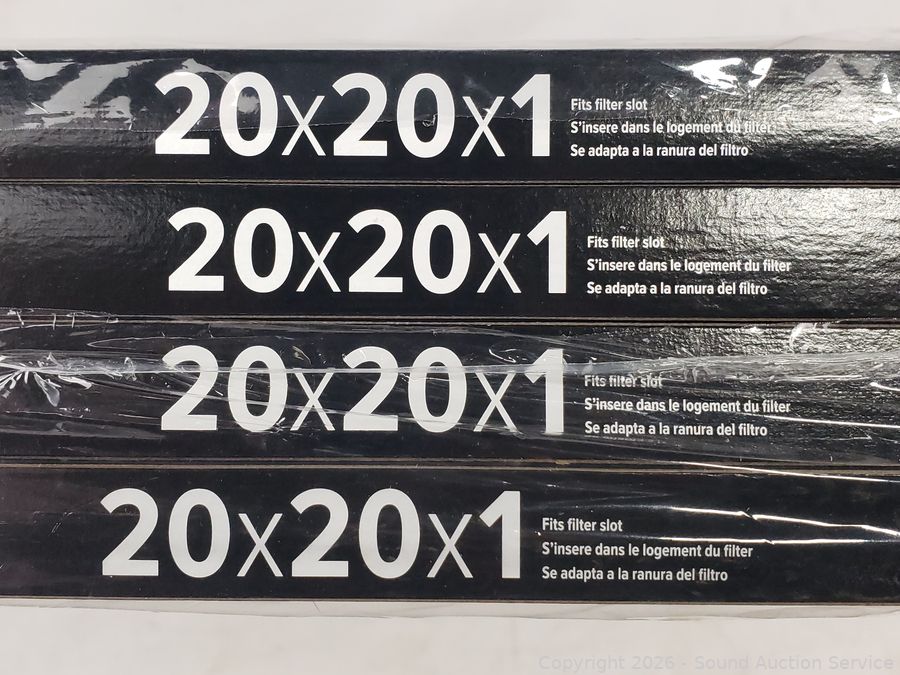 20x20x1
Fits filter slot
S'insere dans le logement du filter
Se adapta a la ranura del filtro
20x20x1
Fits filter slot
S'insere dans le logement du filter
Se adapta a la ranura del filtro
20x20x1
Fits filter slot
S'insere dans le logement du filter
Se adapta a la ranura del filtro
20x20x1
Fits filter slot
S'insere dans le logement du filter
Se adapta a la ranura del filtro
Copyright 2026 - Sound Auction Service